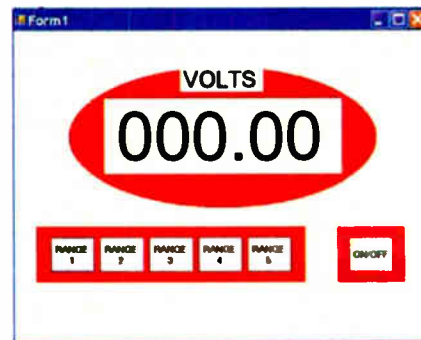 Form1
VOLTS
000.00
RANGE 1
RANGE 2
RANGE 3
RANGE 4
RANGE 5
ON/OFF